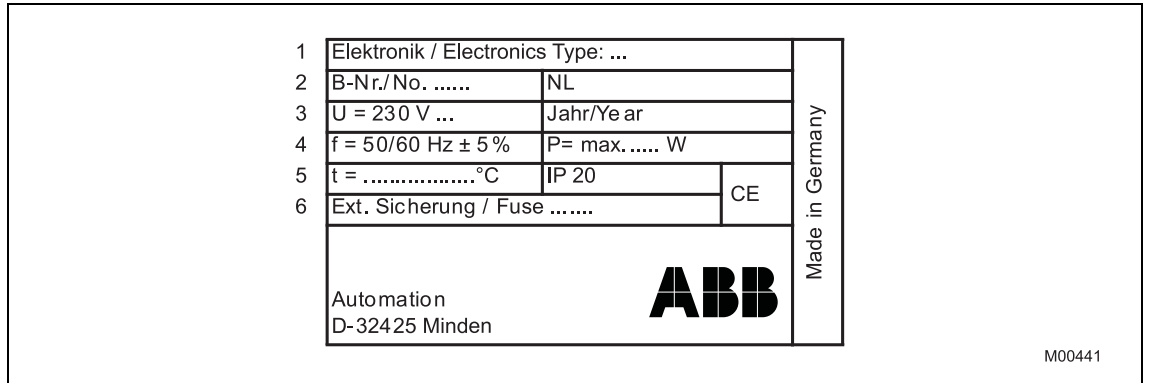 1 Elektronik / Electronics Type: ...
2 B-Nr./No. ...... NL
3 U = 230 V ... Jahr/Year
4 f = 50/60 Hz ± 5% P= max. ..... W
5 t = ..................°C IP 20
CE
6 Ext. Sicherung / Fuse .......
Made in Germany
ABB
Automation
D-32425 Minden
M00441